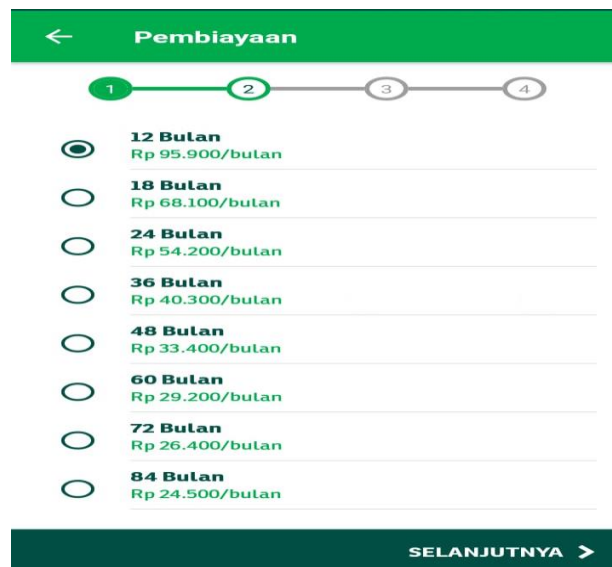 Pembiayaan
1 2 3 4
12 Bulan
Rp 95.900/bulan
18 Bulan
Rp 68.100/bulan
24 Bulan
Rp 54.200/bulan
36 Bulan
Rp 40.300/bulan
48 Bulan
Rp 33.400/bulan
60 Bulan
Rp 29.200/bulan
72 Bulan
Rp 26.400/bulan
84 Bulan
Rp 24.500/bulan
SELANJUTNYA